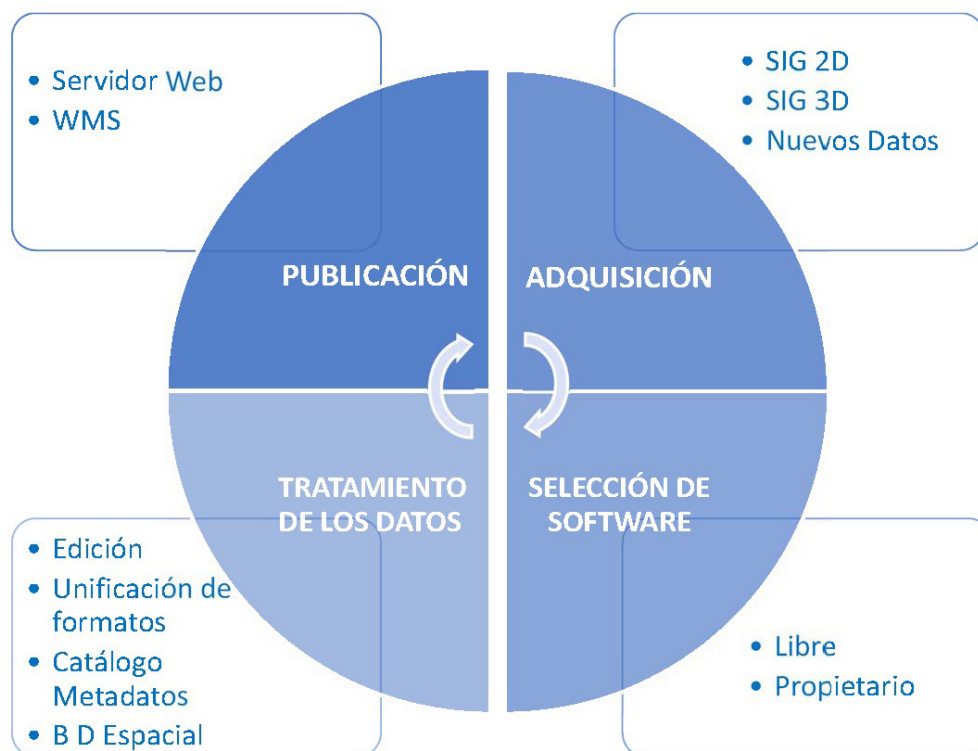 • Servidor Web
• WMS
• SIG 2D
• SIG 3D
• Nuevos Datos
PUBLICACIÓN
ADQUISICIÓN
TRATAMIENTO
DE LOS DATOS
SELECCIÓN DE
SOFTWARE
• Edición
• Unificación de
formatos
• Catálogo
Metadatos
• B D Espacial
• Libre
• Propietario